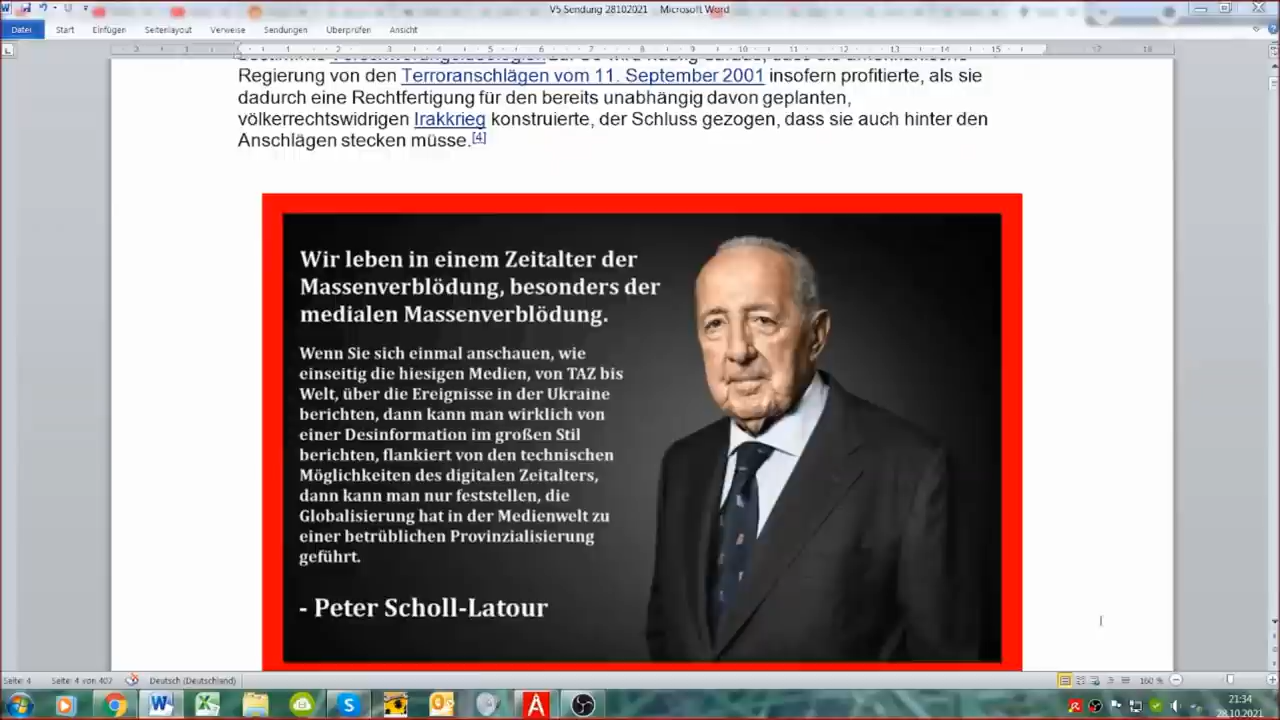 V5 Sendung 28102021 - Microsoft Word
Datei Start Einfügen Seitenlayout Verweise Sendungen Überprüfen Ansicht
Regierung von den Terroranschlägen vom 11. September 2001 insofern profitierte, als sie
dadurch eine Rechtfertigung für den bereits unabhängig davon geplanten,
völkerrechtswidrigen Irakkrieg konstruierte, der Schluss gezogen, dass sie auch hinter den
Anschlägen stecken müsse.[4]
Wir leben in einem Zeitalter der
Massenverblödung, besonders der
medialen Massenverblödung.
Wenn Sie sich einmal anschauen, wie
einseitig die hiesigen Medien, von TAZ bis
Welt, über die Ereignisse in der Ukraine
berichten, dann kann man wirklich von
einer Desinformation im großen Stil
berichten, flankiert von den technischen
Möglichkeiten des digitalen Zeitalters,
dann kann man nur feststellen, die
Globalisierung hat in der Medienwelt zu
einer betrüblichen Provinzialisierung
geführt.
- Peter Scholl-Latour
Seite: 4 Seite: 4 von 407 Deutsch (Deutschland) 160 %
21:34
28.10.2021